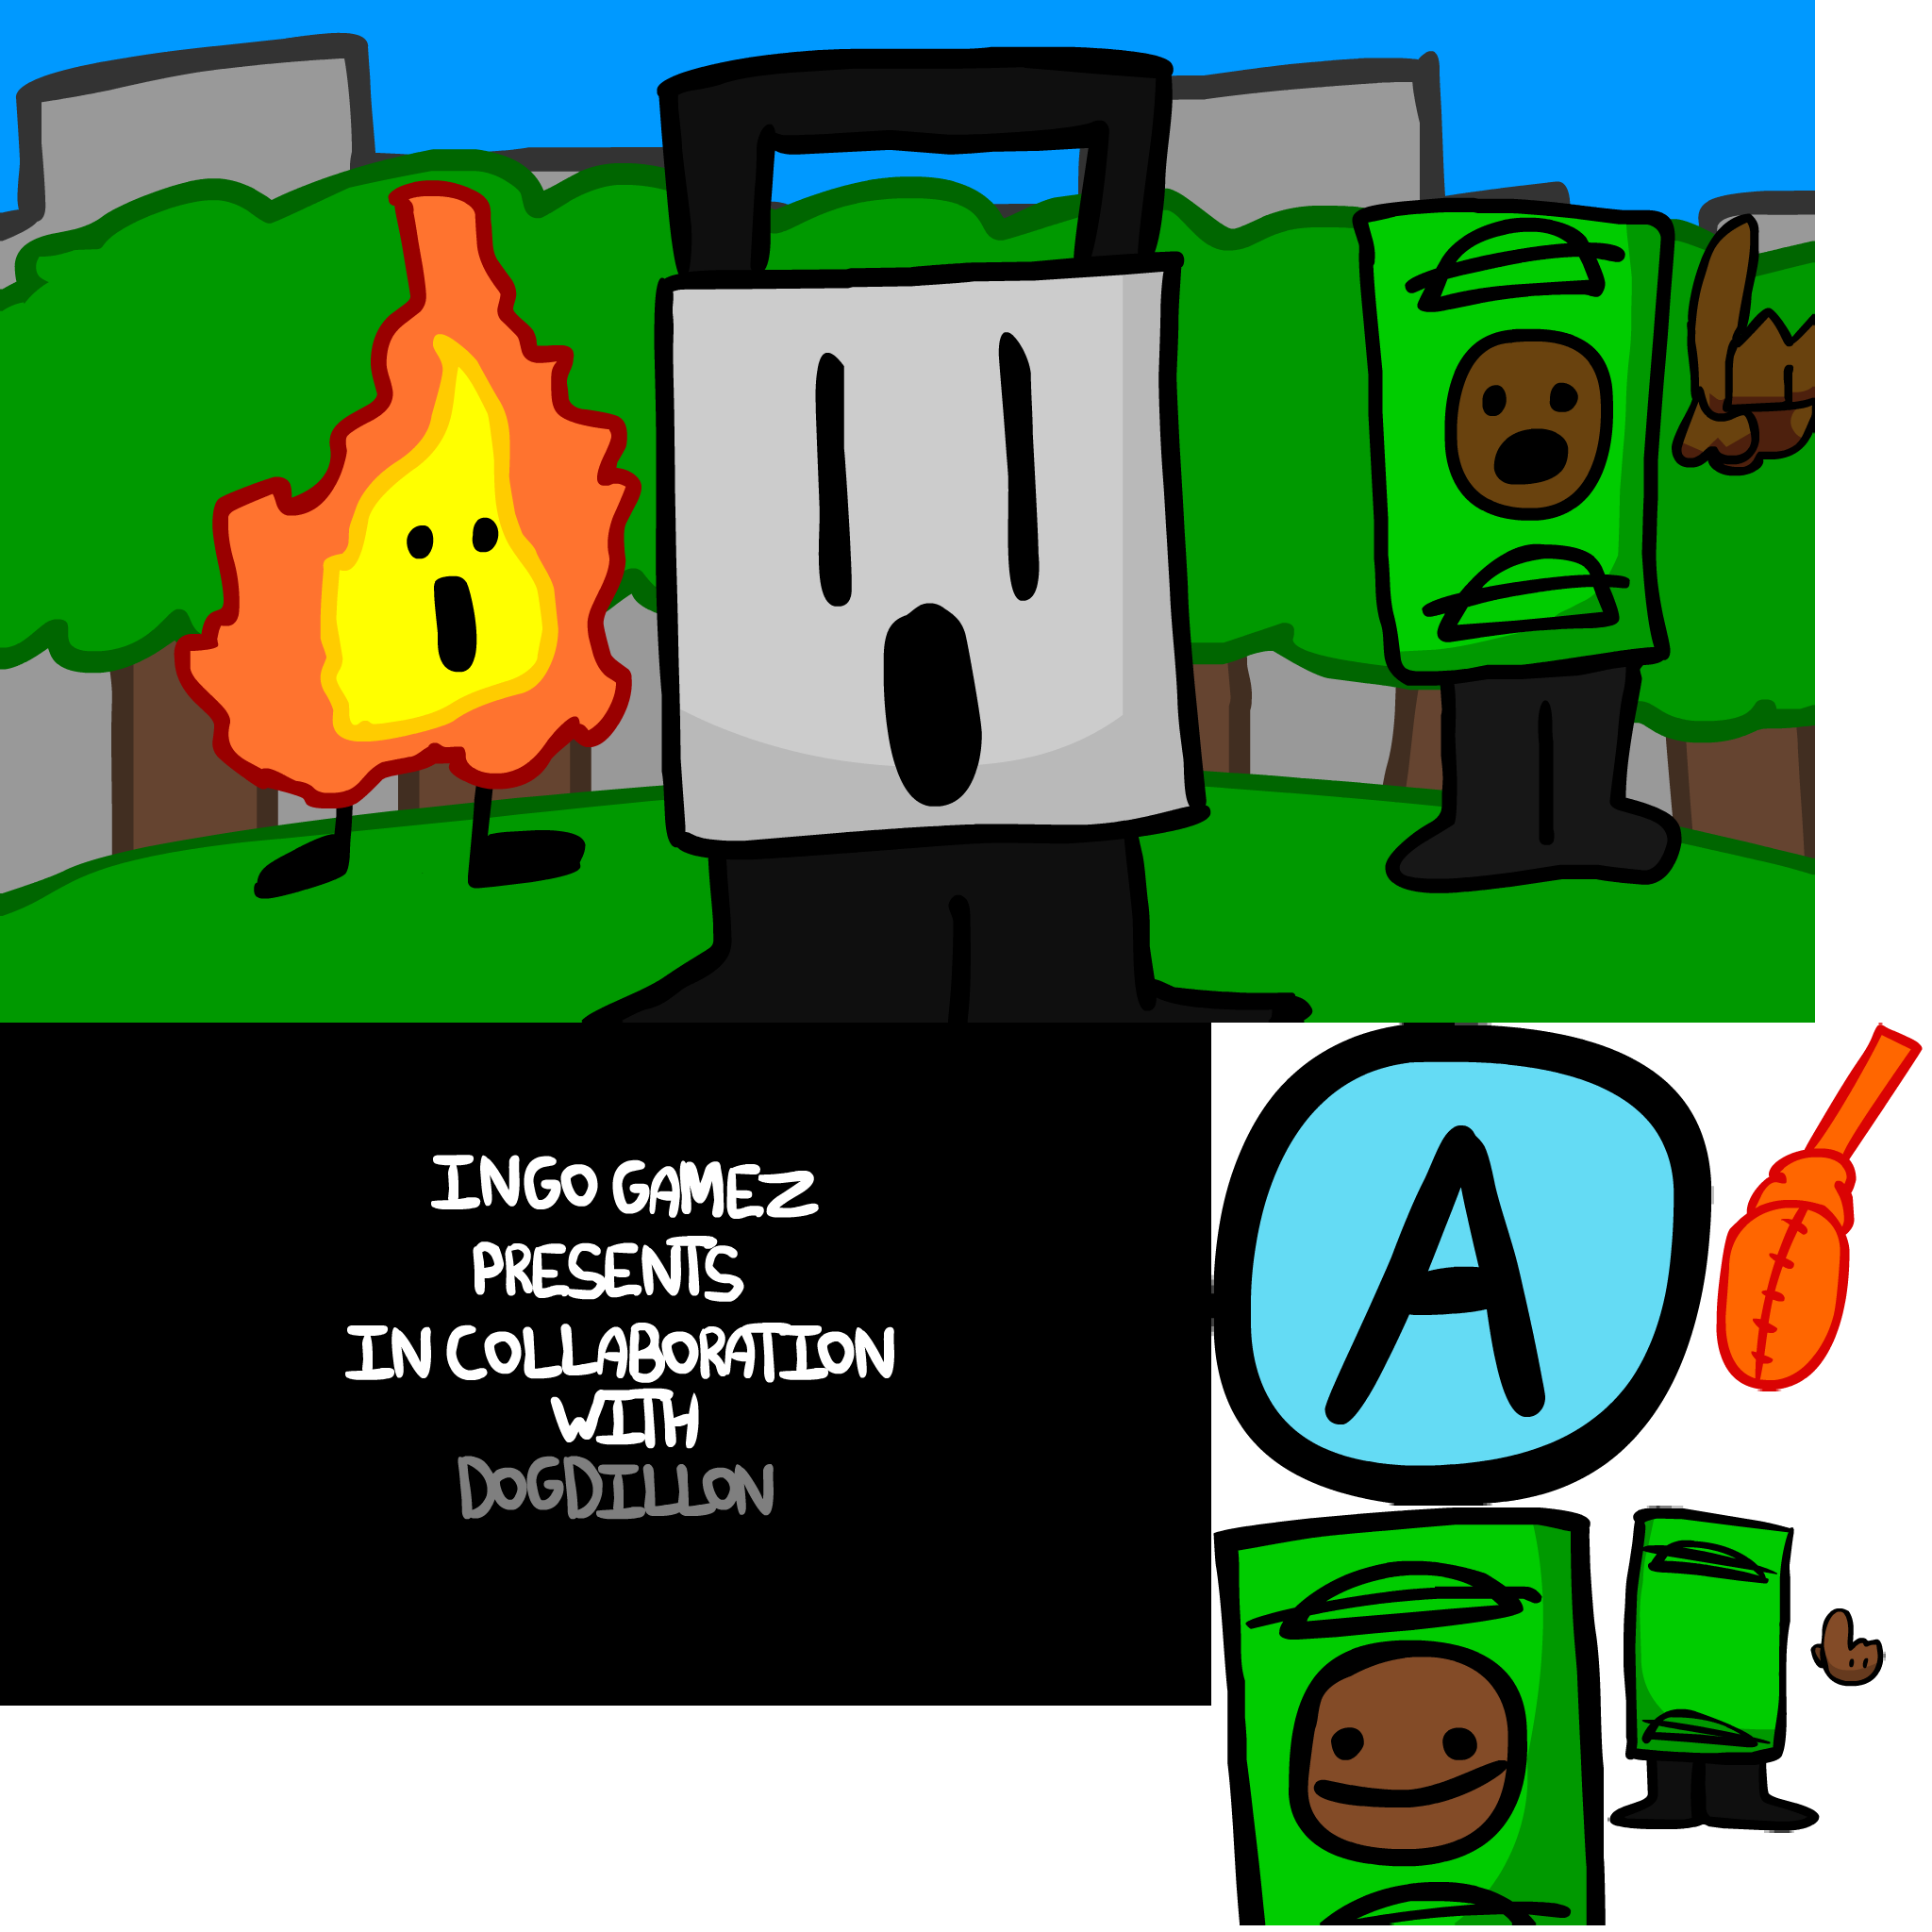 INGO GAMEZ
PRESENTS
IN COLLABORATION
WITH
DOGDILLON
A